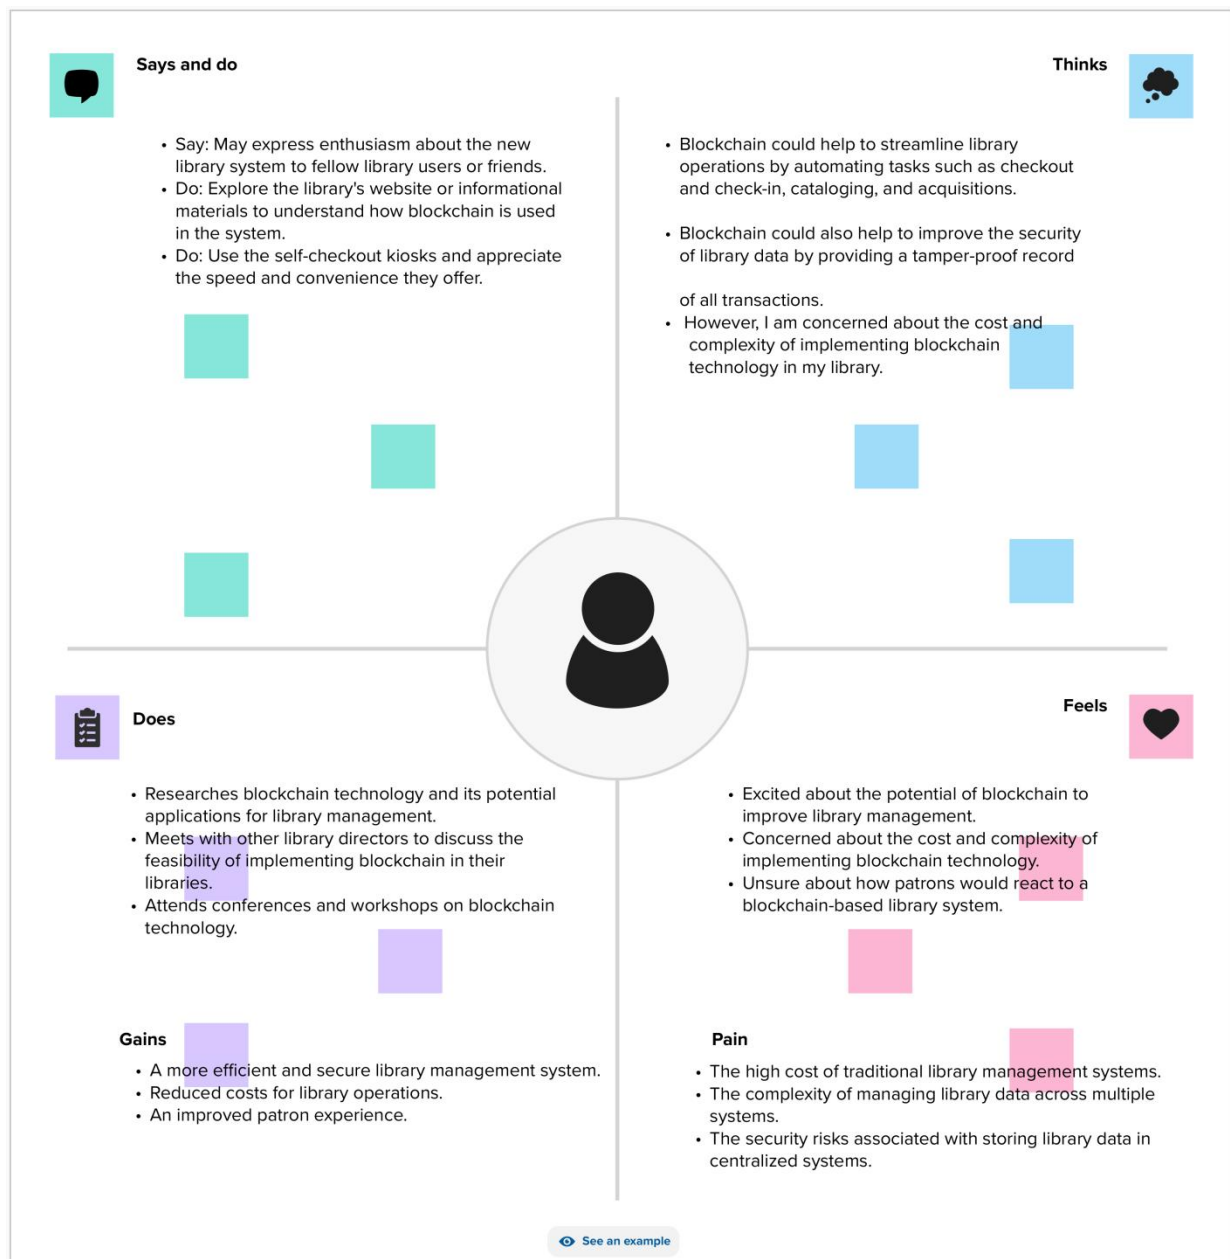 Says and do
• Say: May express enthusiasm about the new
library system to fellow library users or friends.
• Do: Explore the library's website or informational
materials to understand how blockchain is used
in the system.
• Do: Use the self-checkout kiosks and appreciate
the speed and convenience they offer.
Thinks
• Blockchain could help to streamline library
operations by automating tasks such as checkout
and check-in, cataloging, and acquisitions.
• Blockchain could also help to improve the security
of library data by providing a tamper-proof record
of all transactions.
• However, I am concerned about the cost and
complexity of implementing blockchain
technology in my library.
Does
• Researches blockchain technology and its potential
applications for library management.
• Meets with other library directors to discuss the
feasibility of implementing blockchain in their
libraries.
• Attends conferences and workshops on blockchain
technology.
Feels
• Excited about the potential of blockchain to
improve library management.
• Concerned about the cost and complexity of
implementing blockchain technology.
• Unsure about how patrons would react to a
blockchain-based library system.
Gains
• A more efficient and secure library management system.
• Reduced costs for library operations.
• An improved patron experience.
Pain
• The high cost of traditional library management systems.
• The complexity of managing library data across multiple
systems.
• The security risks associated with storing library data in
centralized systems.
See an example